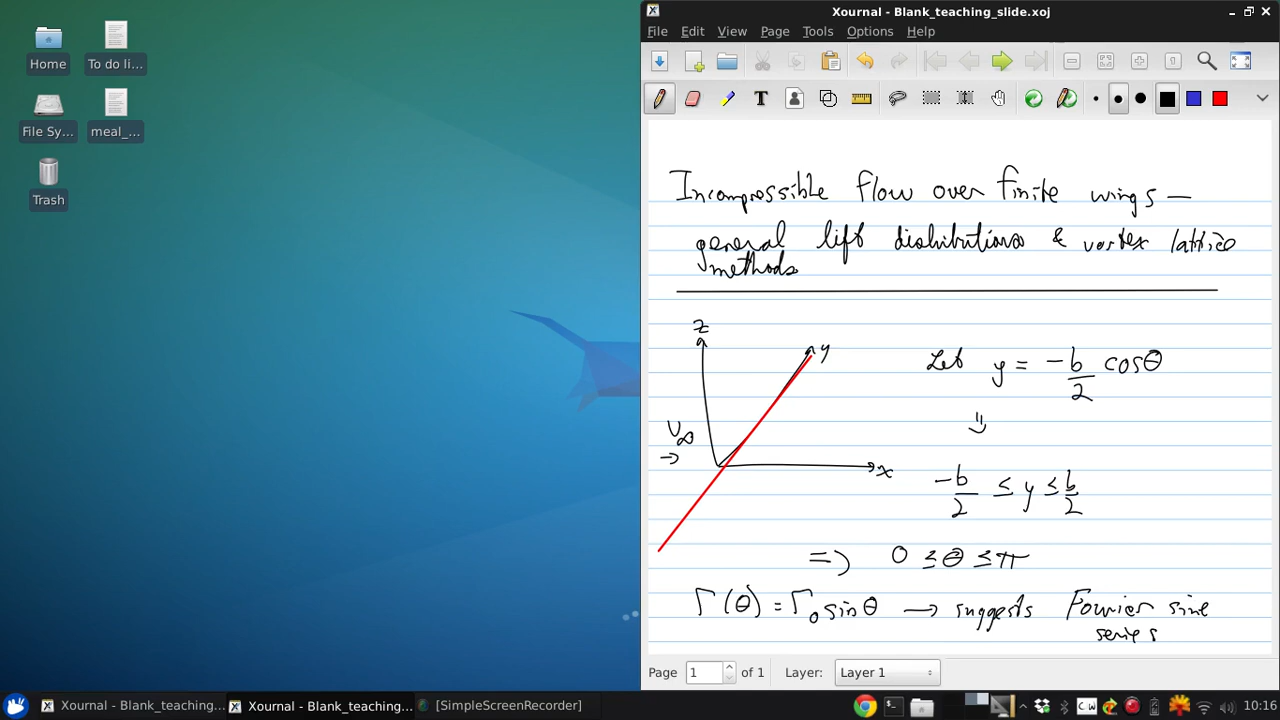 Xournal - Blank_teaching_slide.xoj
File Edit View Page Tools Options Help
Home
To do li...
File Sy...
meal_...
Trash
Incompressible flow over finite wings —
general lift distributions & vortex lattice
methods
z
y
Let y = -b/2 cosθ
U∞
→
x
-b/2 ≤ y ≤ b/2
=> 0 ≤ θ ≤ π
Γ(θ) = Γ₀ sinθ → suggests Fourier sine
series
Page 1 of 1 Layer: Layer 1
Xournal - Blank_teaching...
Xournal - Blank_teaching...
[SimpleScreenRecorder]
10:16